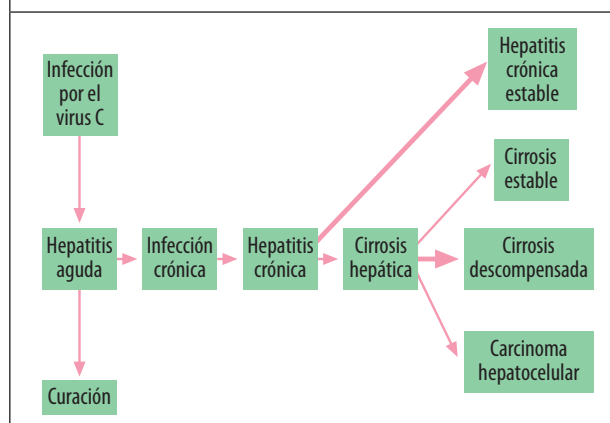 Infección
por el
virus C
Hepatitis
aguda
Curación
Infección
crónica
Hepatitis
crónica
Cirrosis
hepática
Hepatitis
crónica
estable
Cirrosis
estable
Cirrosis
descompensada
Carcinoma
hepatocelular